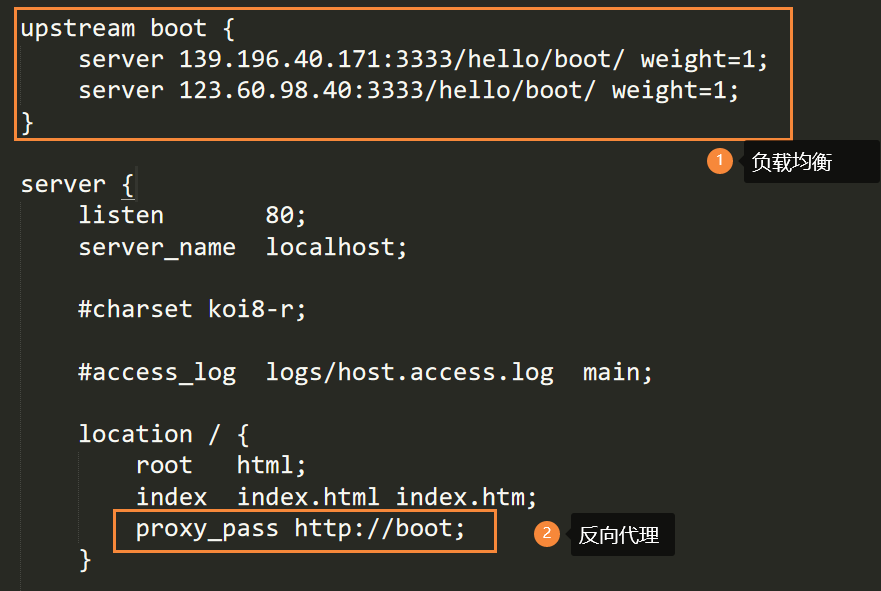 upstream boot {
server 139.196.40.171:3333/hello/boot/ weight=1;
server 123.60.98.40:3333/hello/boot/ weight=1;
}
1 负载均衡
server {
listen 80;
server_name localhost;
#charset koi8-r;
#access_log logs/host.access.log main;
location / {
root html;
index index.html index.htm;
proxy_pass http://boot;
2 反向代理
}